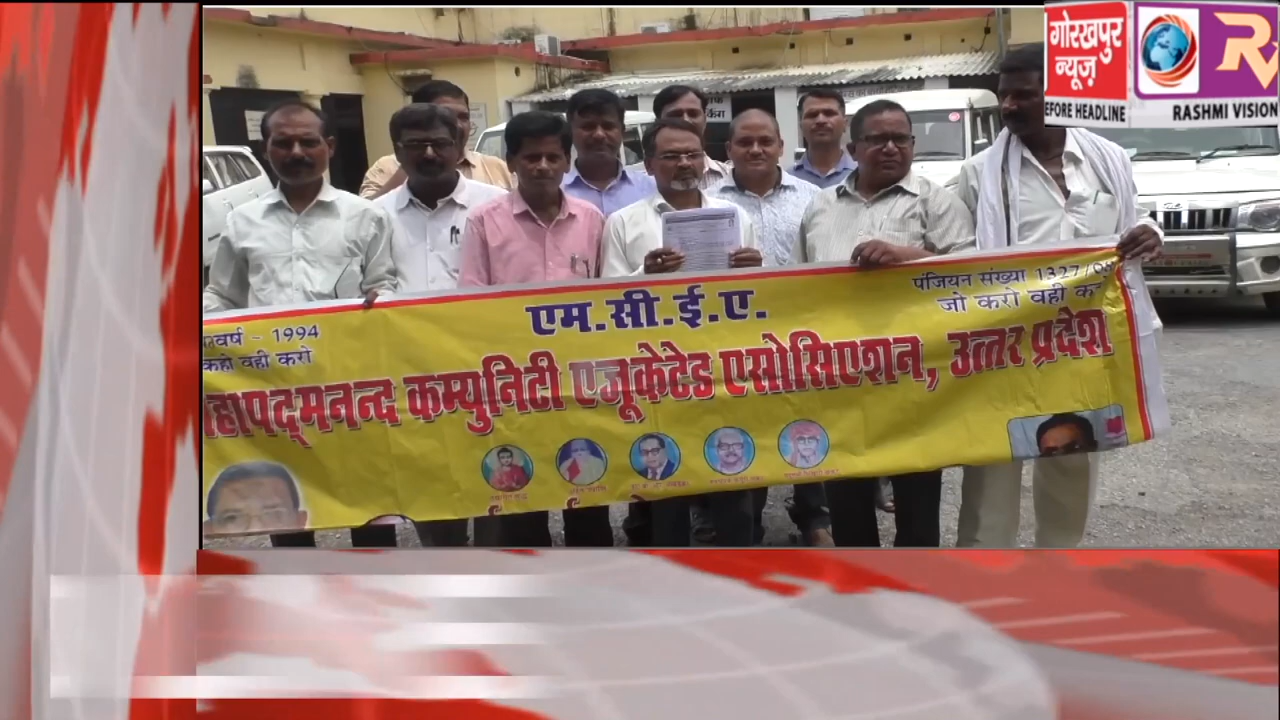 गोरखपुर
न्यूज़
EFORE HEADLINE
RASHMI VISION
एम.सी.ई.ए.
पंजियन संख्या 1327/
जो करो वही
वर्ष - 1994
कहो वही करो
हापद्मनन्द कम्युनिटी एजूकेटेड एसोसिएशन, उत्तर प्रदेश